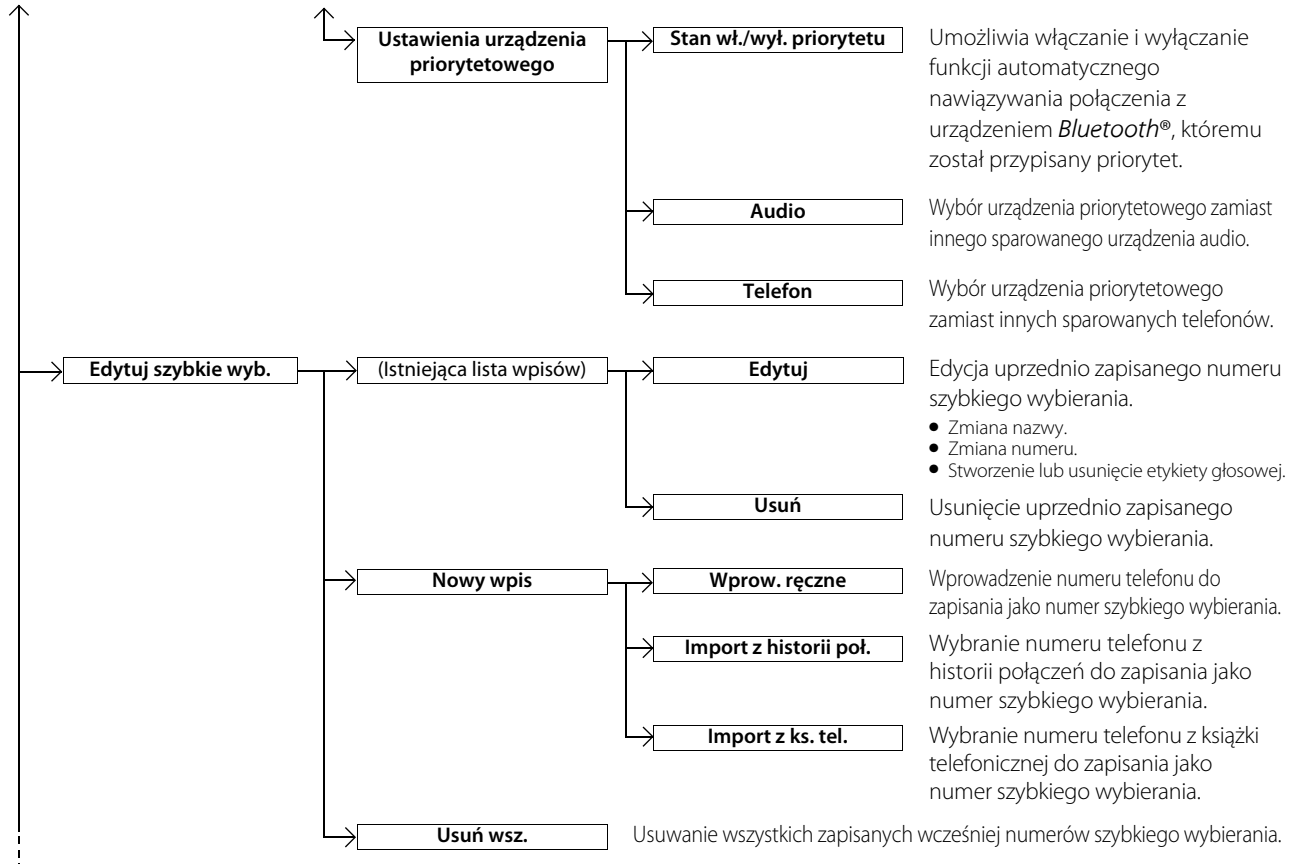 Ustawienia urządzenia
priorytetowego
Stan wł./wył. priorytetu
Umożliwia włączanie i wyłączanie
funkcji automatycznego
nawiązywania połączenia z
urządzeniem Bluetooth®, któremu
został przypisany priorytet.
Audio
Wybór urządzenia priorytetowego zamiast
innego sparowanego urządzenia audio.
Telefon
Wybór urządzenia priorytetowego
zamiast innych sparowanych telefonów.
Edytuj szybkie wyb.
(Istniejąca lista wpisów)
Edytuj
Edycja uprzednio zapisanego numeru
szybkiego wybierania.
● Zmiana nazwy.
● Zmiana numeru.
● Stworzenie lub usunięcie etykiety głosowej.
Usuń
Usunięcie uprzednio zapisanego
numeru szybkiego wybierania.
Nowy wpis
Wprow. ręczne
Wprowadzenie numeru telefonu do
zapisania jako numer szybkiego wybierania.
Import z historii poł.
Wybranie numeru telefonu z
historii połączeń do zapisania jako
numer szybkiego wybierania.
Import z ks. tel.
Wybranie numeru telefonu z książki
telefonicznej do zapisania jako
numer szybkiego wybierania.
Usuń wsz.
Usuwanie wszystkich zapisanych wcześniej numerów szybkiego wybierania.